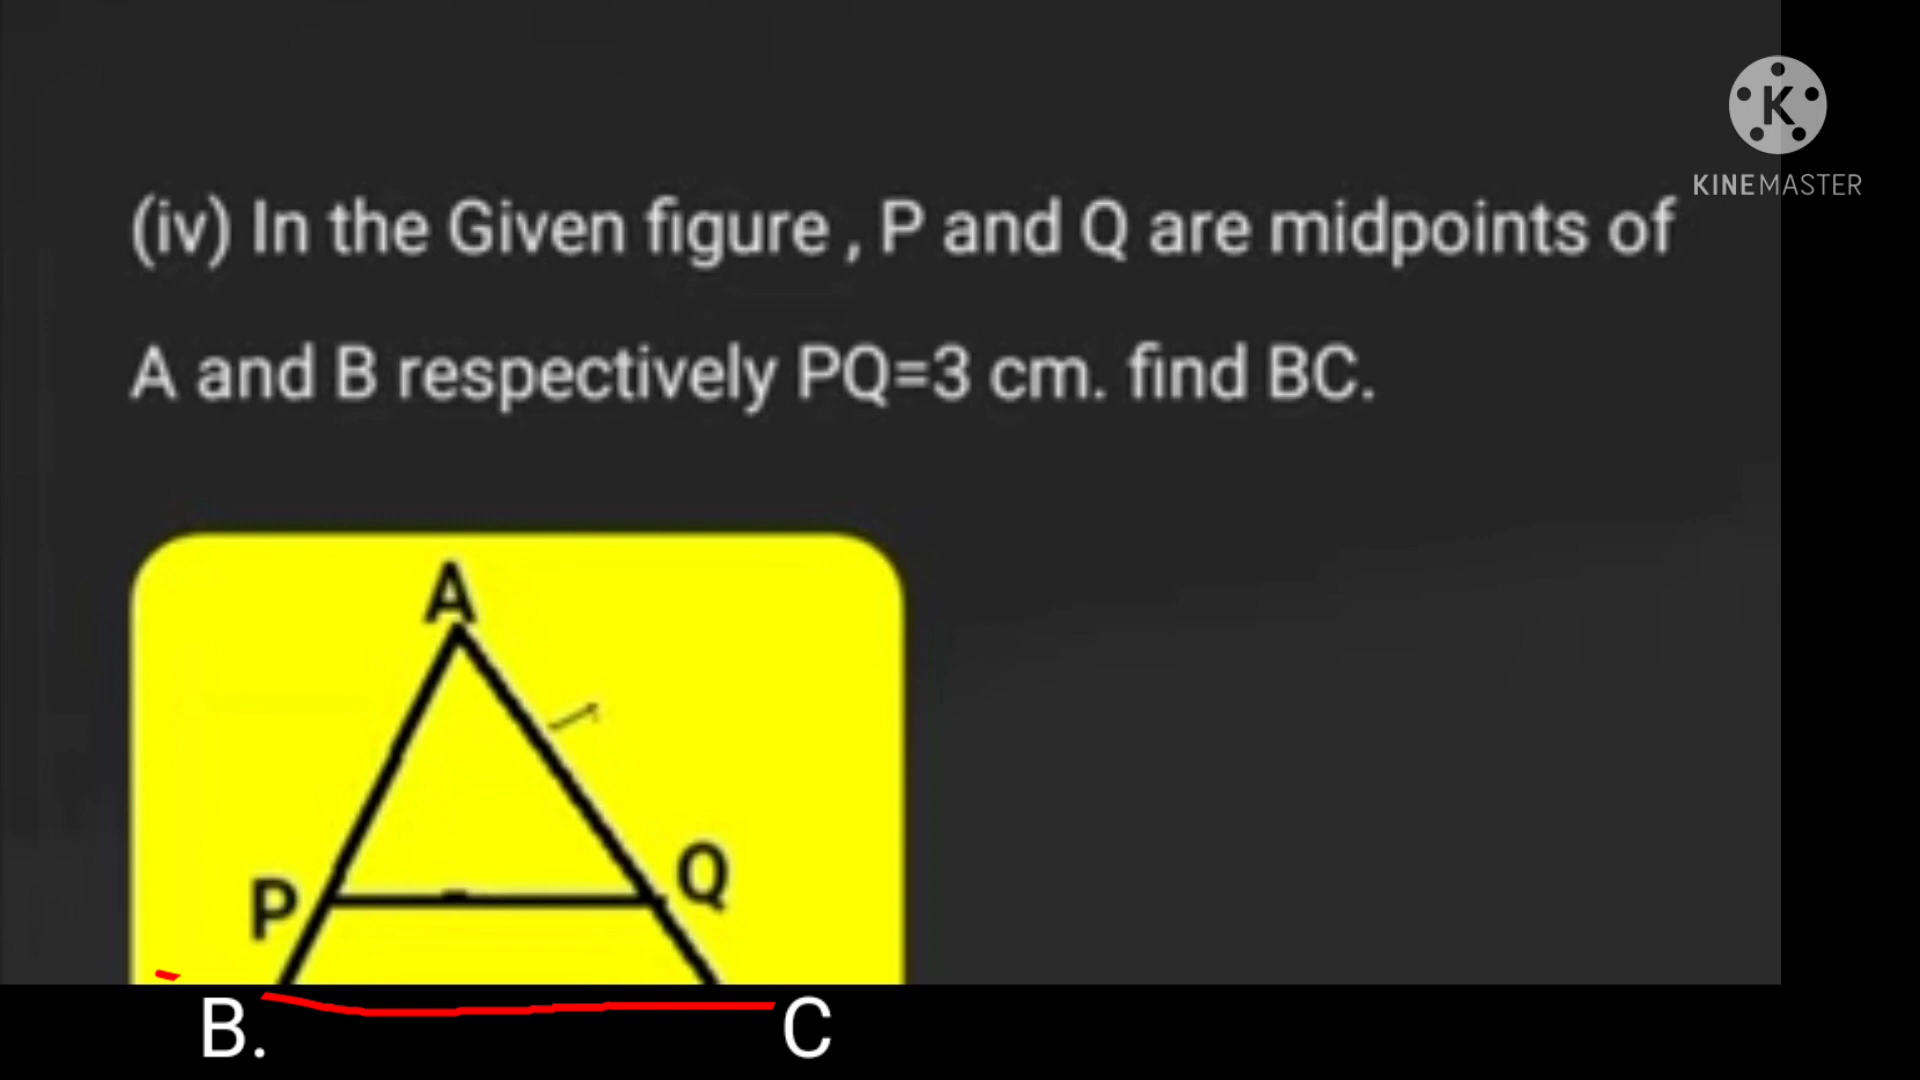 K
KINEMASTER
(iv) In the Given figure , P and Q are midpoints of
A and B respectively PQ=3 cm. find BC.
A
P
Q
B.
C